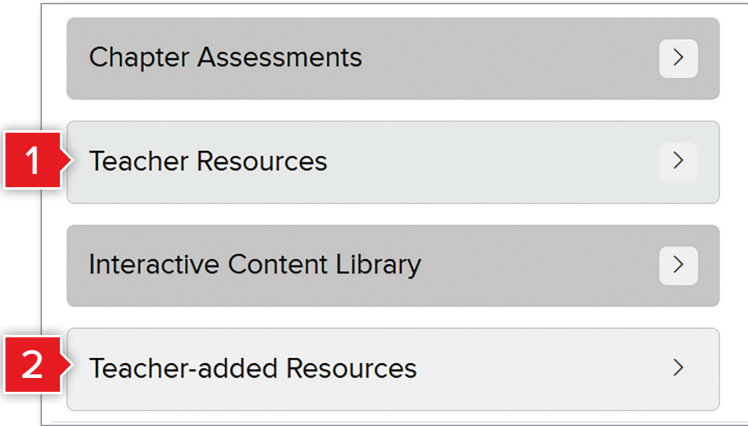 Chapter Assessments
1 Teacher Resources
Interactive Content Library
2 Teacher-added Resources